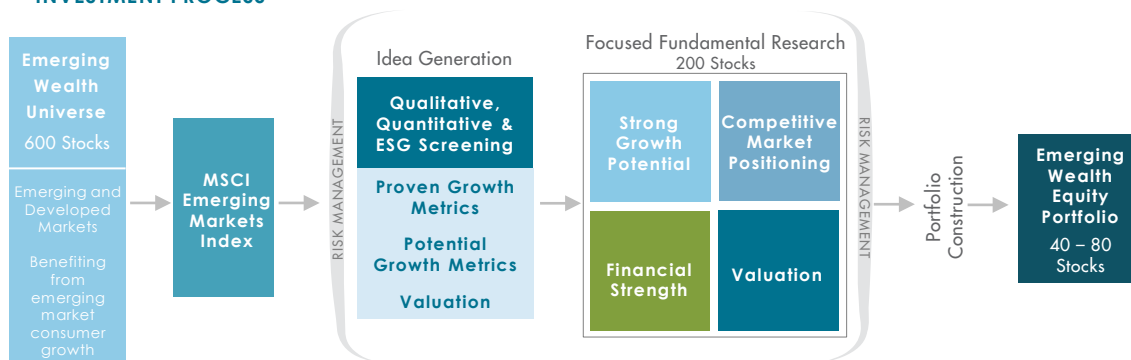 INVESTMENT PROCESS
Emerging
Wealth
Universe
600 Stocks
Emerging and
Developed
Markets
Benefiting
from
emerging
market
consumer
growth
MSCI
Emerging
Markets
Index
RISK MANAGEMENT
Idea Generation
Qualitative,
Quantitative &
ESG Screening
Proven Growth
Metrics
Potential
Growth Metrics
Valuation
Focused Fundamental Research
200 Stocks
Strong
Growth
Potential
Competitive
Market
Positioning
Financial
Strength
Valuation
RISK MANAGEMENT
Portfolio
Construction
Emerging
Wealth
Equity
Portfolio
40 – 80
Stocks